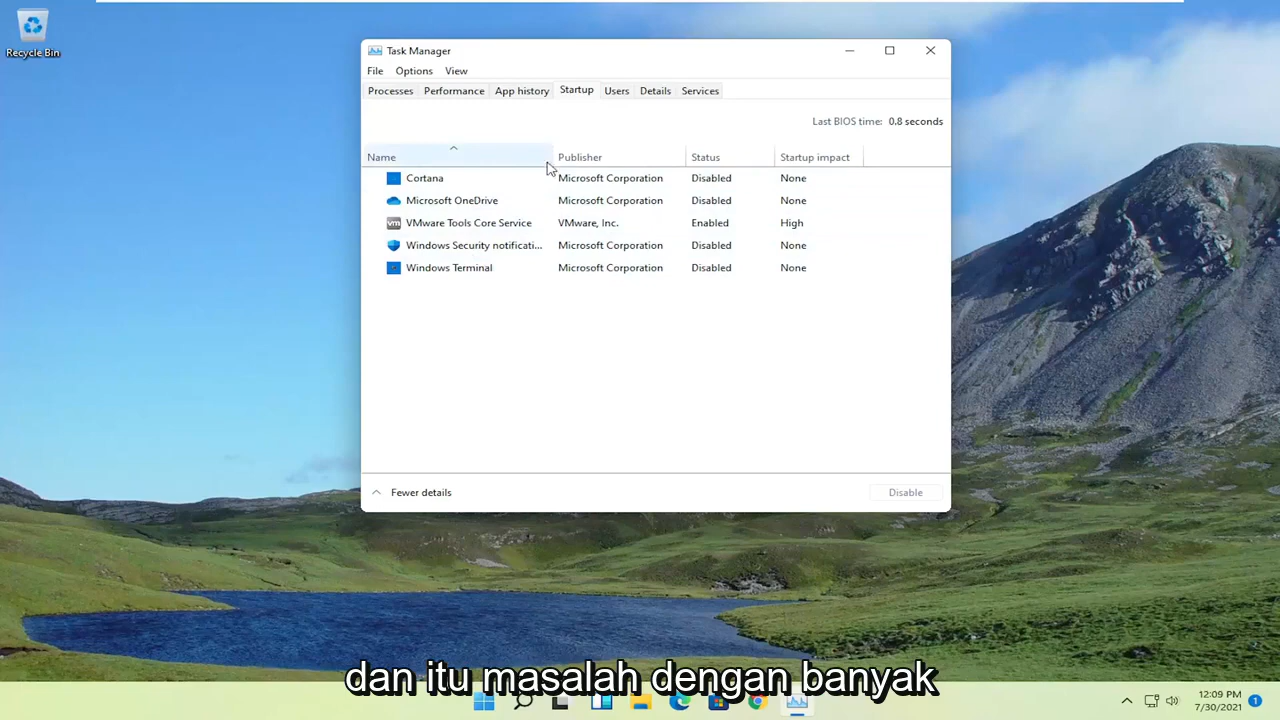 Recycle Bin
Task Manager
File Options View
Processes Performance App history Startup Users Details Services
Last BIOS time: 0.8 seconds
Name Publisher Status Startup impact
Cortana Microsoft Corporation Disabled None
Microsoft OneDrive Microsoft Corporation Disabled None
vm VMware Tools Core Service VMware, Inc. Enabled High
Windows Security notificati... Microsoft Corporation Disabled None
Windows Terminal Microsoft Corporation Disabled None
Fewer details Disable
dan itu masalah dengan banyak
12:09 PM
7/30/2021 1